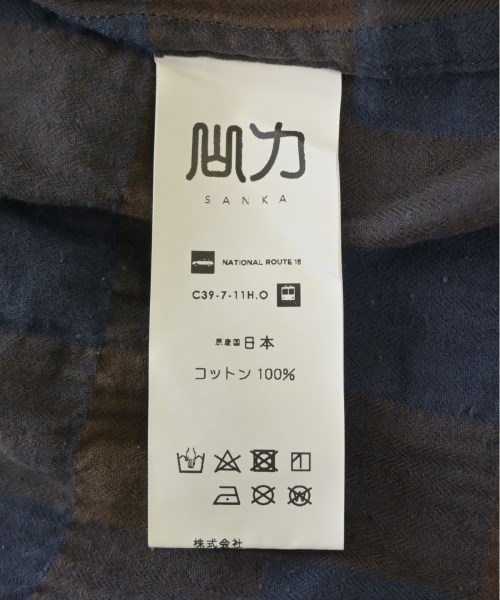 山力
SANKA
NATIONAL ROUTE 15
C39-7-11H.O
原産国 日本
コットン 100%
株式会社